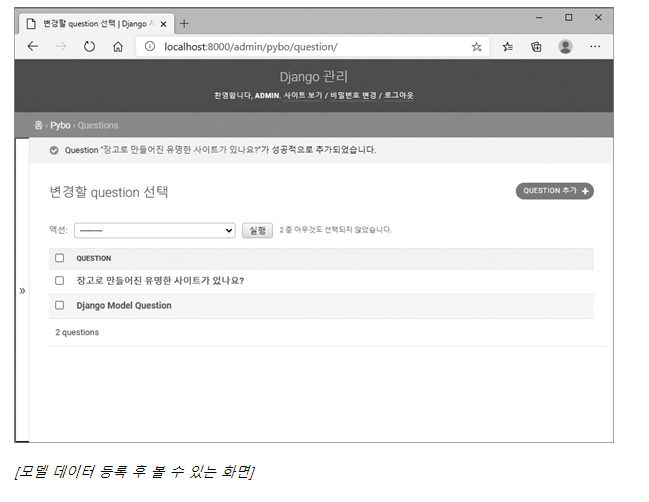 변경할 question 선택 | Django 사
localhost:8000/admin/pybo/question/
Django 관리
환영합니다, ADMIN. 사이트 보기 / 비밀번호 변경 / 로그아웃
홈 › Pybo › Questions
Question "장고로 만들어진 유명한 사이트가 있나요?"가 성공적으로 추가되었습니다.
변경할 question 선택
QUESTION 추가 +
액션: --------- 실행 2 중 아무것도 선택되지 않았습니다.
QUESTION
장고로 만들어진 유명한 사이트가 있나요?
»
Django Model Question
2 questions
[모델 데이터 등록 후 볼 수 있는 화면]